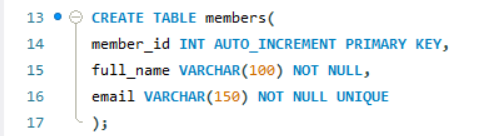 13 CREATE TABLE members(
14 member_id INT AUTO_INCREMENT PRIMARY KEY,
15 full_name VARCHAR(100) NOT NULL,
16 email VARCHAR(150) NOT NULL UNIQUE
17 );